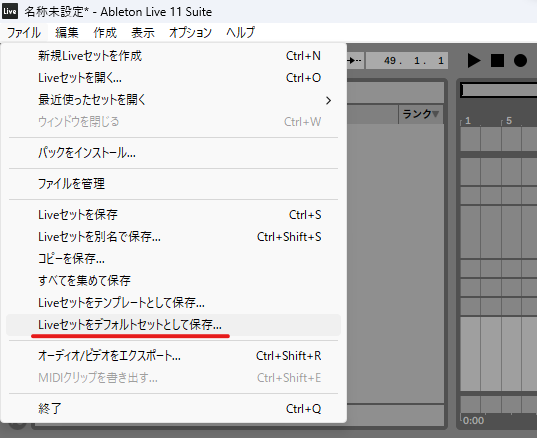 Live 名称未設定* - Ableton Live 11 Suite
ファイル 編集 作成 表示 オプション ヘルプ
新規Liveセットを作成 Ctrl+N
Liveセットを開く... Ctrl+O
最近使ったセットを開く
ウィンドウを閉じる Ctrl+W
パックをインストール...
ファイルを管理
Liveセットを保存 Ctrl+S
Liveセットを別名で保存... Ctrl+Shift+S
コピーを保存...
すべてを集めて保存
Liveセットをテンプレートとして保存...
Liveセットをデフォルトセットとして保存...
オーディオ/ビデオをエクスポート... Ctrl+Shift+R
MIDIクリップを書き出す... Ctrl+Shift+E
終了 Ctrl+Q
49. 1. 1
ランク
1 5
0:00